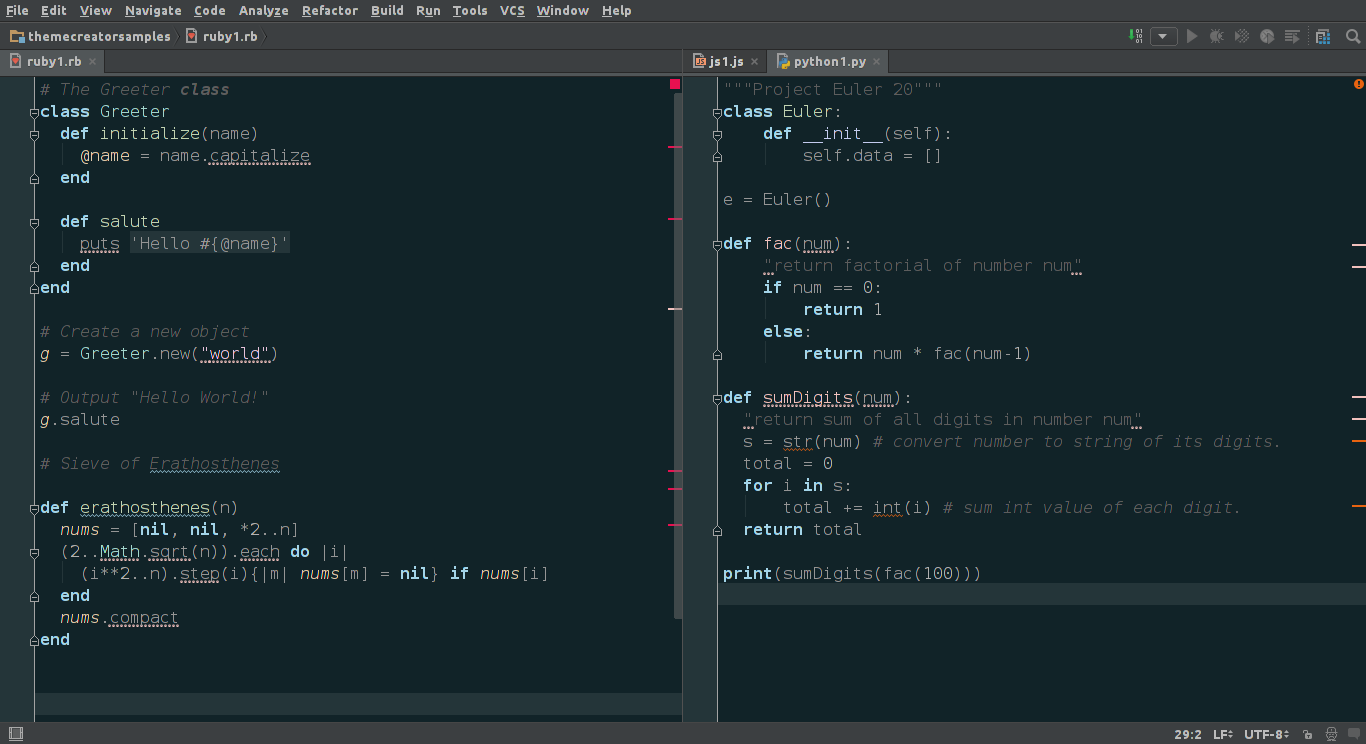 File Edit View Navigate Code Analyze Refactor Build Run Tools VCS Window Help
themecreatorsamples ruby1.rb
ruby1.rb
# The Greeter class
class Greeter
def initialize(name)
@name = name.capitalize
end
def salute
puts 'Hello #{@name}'
end
end
# Create a new object
g = Greeter.new("world")
# Output "Hello World!"
g.salute
# Sieve of Erathosthenes
def erathosthenes(n)
nums = [nil, nil, *2..n]
(2..Math.sqrt(n)).each do |i|
(i**2..n).step(i){|m| nums[m] = nil} if nums[i]
end
nums.compact
end
js1.js python1.py
"""Project Euler 20"""
class Euler:
def __init__(self):
self.data = []
e = Euler()
def fac(num):
"return factorial of number num"
if num == 0:
return 1
else:
return num * fac(num-1)
def sumDigits(num):
"return sum of all digits in number num"
s = str(num) # convert number to string of its digits.
total = 0
for i in s:
total += int(i) # sum int value of each digit.
return total
print(sumDigits(fac(100)))
29:2 LF UTF-8